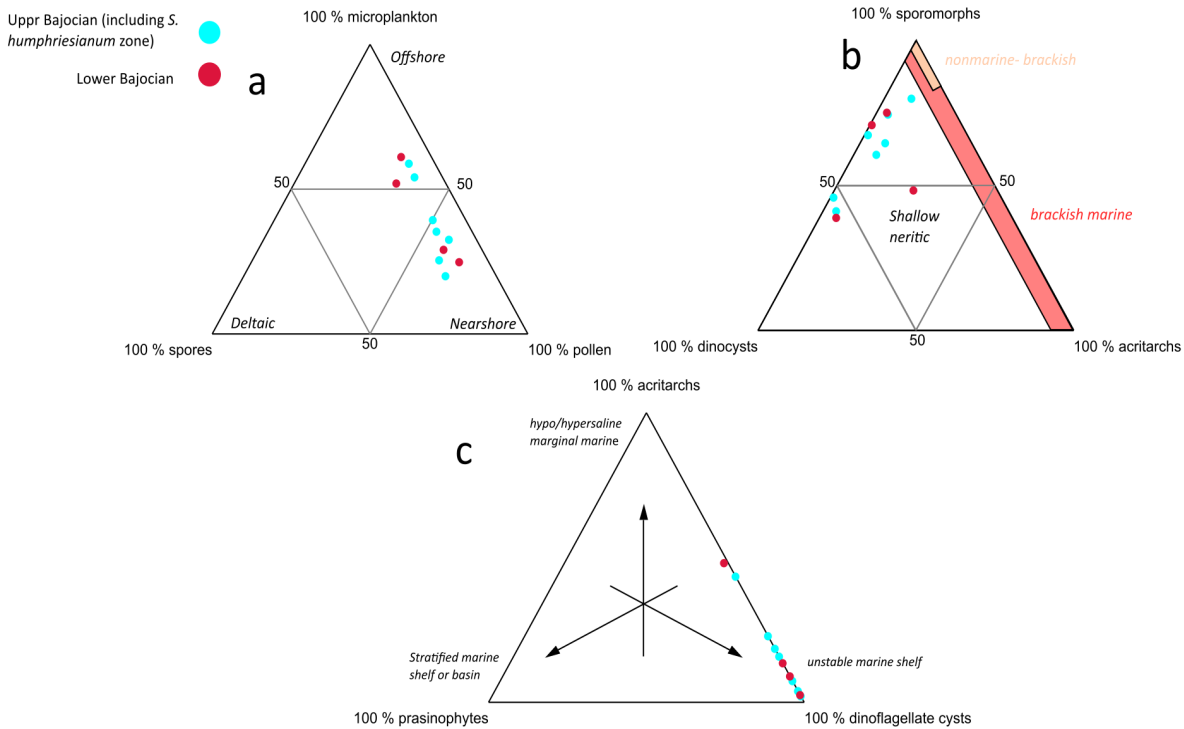 Uppr Bajocian (including S.
humphriesianum zone)
Lower Bajocian
a
100 % microplankton
Offshore
50
50
Deltaic
Nearshore
100 % spores
50
100 % pollen
b
100 % sporomorphs
nonmarine- brackish
50
50
Shallow
neritic
brackish marine
100 % dinocysts
50
100 % acritarchs
c
100 % acritarchs
hypo/hypersaline
marginal marine
Stratified marine
shelf or basin
unstable marine shelf
100 % prasinophytes
100 % dinoflagellate cysts